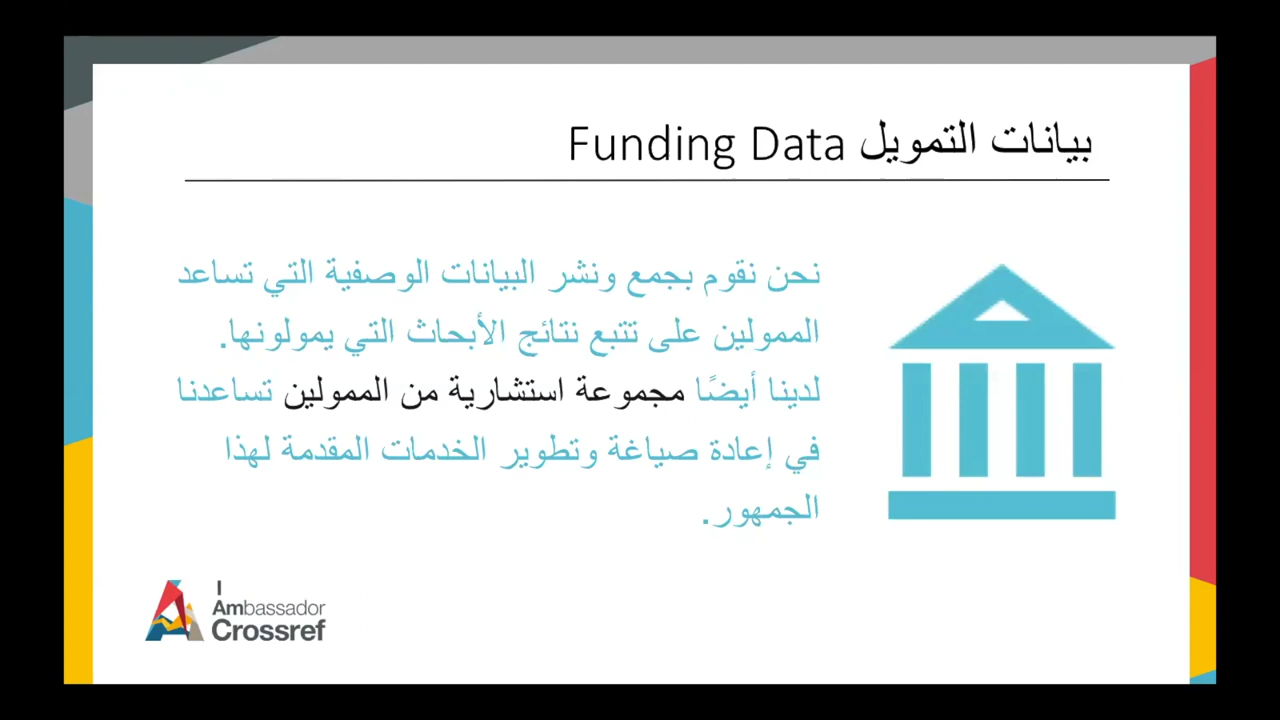 بيانات التمويل Funding Data
نحن نقوم بجمع ونشر البيانات الوصفية التي تساعد
الممولين على تتبع نتائج الأبحاث التي يمولونها.
لدينا أيضًا مجموعة استشارية من الممولين تساعدنا
في إعادة صياغة وتطوير الخدمات المقدمة لهذا
الجمهور.
I
Ambassador
Crossref